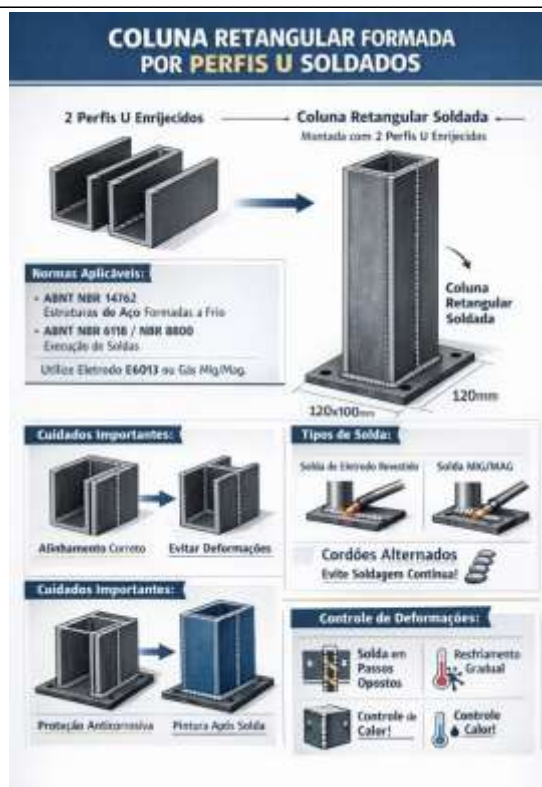 COLUNA RETANGULAR FORMADA
POR PERFIS U SOLDADOS
2 Perfis U Enrijecidos
Coluna Retangular Soldada
Montada com 2 Perfis U Enrijecidos
Normas Aplicáveis:
• ABNT NBR 14762
Estruturas de Aço Formadas a Frio
• ABNT NBR 6118 / NBR 8800
Execução de Soldas
Utilize Eletrodo E6013 ou Gás Mig/Mag.
Coluna
Retangular
Soldada
120x100mm
120mm
Cuidados Importantes:
Alinhamento Correto
Evitar Deformações
Tipos de Solda:
Solda de Eletrodo Revestido
Solda MIG/MAG
Cordões Alternados
Evite Soldagem Contínua!
Cuidados Importantes:
Proteção Anticorrosiva
Pintura Após Solda
Controle de Deformações:
Solda em
Passos
Opostos
Resfriamento
Gradual
Controle de
Calor!
Controle
Calor!